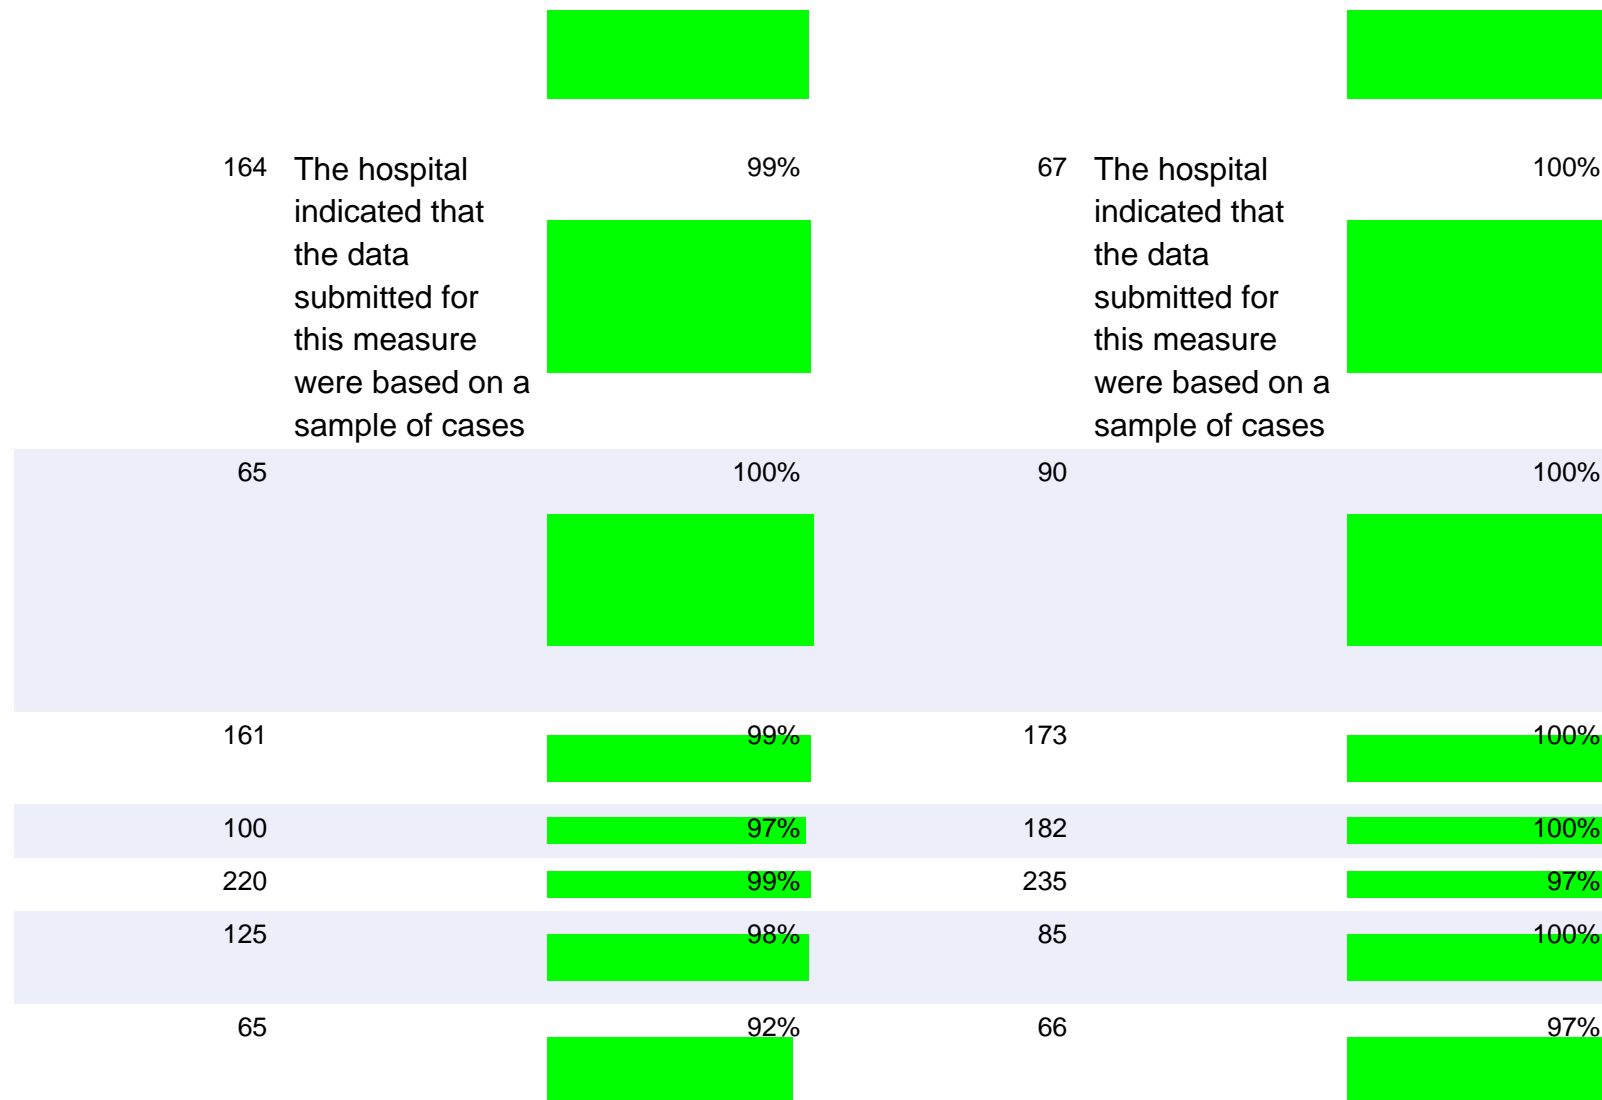 164 The hospital 99% 67 The hospital 100%
indicated that indicated that
the data the data
submitted for submitted for
this measure this measure
were based on a were based on a
sample of cases sample of cases
65 100% 90 100%
161 99% 173 100%
100 97% 182 100%
220 99% 235 97%
125 98% 85 100%
65 92% 66 97%